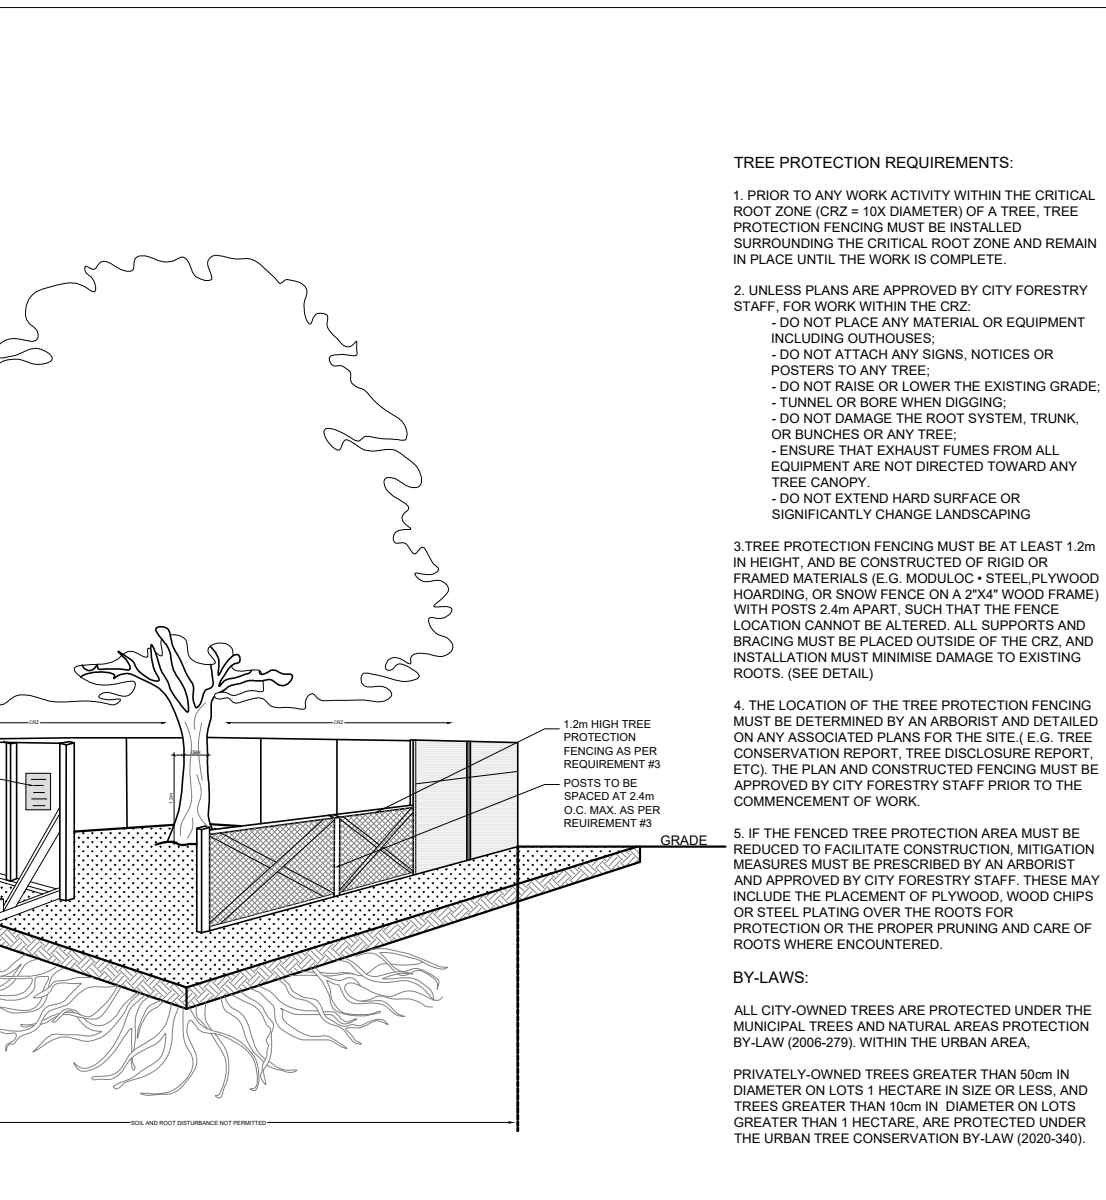 TREE PROTECTION REQUIREMENTS:
1. PRIOR TO ANY WORK ACTIVITY WITHIN THE CRITICAL
ROOT ZONE (CRZ = 10X DIAMETER) OF A TREE, TREE
PROTECTION FENCING MUST BE INSTALLED
SURROUNDING THE CRITICAL ROOT ZONE AND REMAIN
IN PLACE UNTIL THE WORK IS COMPLETE.
2. UNLESS PLANS ARE APPROVED BY CITY FORESTRY
STAFF, FOR WORK WITHIN THE CRZ:
- DO NOT PLACE ANY MATERIAL OR EQUIPMENT
INCLUDING OUTHOUSES;
- DO NOT ATTACH ANY SIGNS, NOTICES OR
POSTERS TO ANY TREE;
- DO NOT RAISE OR LOWER THE EXISTING GRADE;
- TUNNEL OR BORE WHEN DIGGING;
- DO NOT DAMAGE THE ROOT SYSTEM, TRUNK,
OR BUNCHES OR ANY TREE;
- ENSURE THAT EXHAUST FUMES FROM ALL
EQUIPMENT ARE NOT DIRECTED TOWARD ANY
TREE CANOPY.
- DO NOT EXTEND HARD SURFACE OR
SIGNIFICANTLY CHANGE LANDSCAPING
3.TREE PROTECTION FENCING MUST BE AT LEAST 1.2m
IN HEIGHT, AND BE CONSTRUCTED OF RIGID OR
FRAMED MATERIALS (E.G. MODULOC • STEEL,PLYWOOD
HOARDING, OR SNOW FENCE ON A 2"X4" WOOD FRAME)
WITH POSTS 2.4m APART, SUCH THAT THE FENCE
LOCATION CANNOT BE ALTERED. ALL SUPPORTS AND
BRACING MUST BE PLACED OUTSIDE OF THE CRZ, AND
INSTALLATION MUST MINIMISE DAMAGE TO EXISTING
ROOTS. (SEE DETAIL)
4. THE LOCATION OF THE TREE PROTECTION FENCING
MUST BE DETERMINED BY AN ARBORIST AND DETAILED
ON ANY ASSOCIATED PLANS FOR THE SITE.( E.G. TREE
CONSERVATION REPORT, TREE DISCLOSURE REPORT,
ETC). THE PLAN AND CONSTRUCTED FENCING MUST BE
APPROVED BY CITY FORESTRY STAFF PRIOR TO THE
COMMENCEMENT OF WORK.
5. IF THE FENCED TREE PROTECTION AREA MUST BE
REDUCED TO FACILITATE CONSTRUCTION, MITIGATION
MEASURES MUST BE PRESCRIBED BY AN ARBORIST
AND APPROVED BY CITY FORESTRY STAFF. THESE MAY
INCLUDE THE PLACEMENT OF PLYWOOD, WOOD CHIPS
OR STEEL PLATING OVER THE ROOTS FOR
PROTECTION OR THE PROPER PRUNING AND CARE OF
ROOTS WHERE ENCOUNTERED.
BY-LAWS:
ALL CITY-OWNED TREES ARE PROTECTED UNDER THE
MUNICIPAL TREES AND NATURAL AREAS PROTECTION
BY-LAW (2006-279). WITHIN THE URBAN AREA,
PRIVATELY-OWNED TREES GREATER THAN 50cm IN
DIAMETER ON LOTS 1 HECTARE IN SIZE OR LESS, AND
TREES GREATER THAN 10cm IN DIAMETER ON LOTS
GREATER THAN 1 HECTARE, ARE PROTECTED UNDER
THE URBAN TREE CONSERVATION BY-LAW (2020-340).
CRZ
CRZ
DBH
1.5m
1.2m HIGH TREE
PROTECTION
FENCING AS PER
REQUIREMENT #3
POSTS TO BE
SPACED AT 2.4m
O.C. MAX. AS PER
REUIREMENT #3
GRADE
SOIL AND ROOT DISTURBANCE NOT PERMITTED